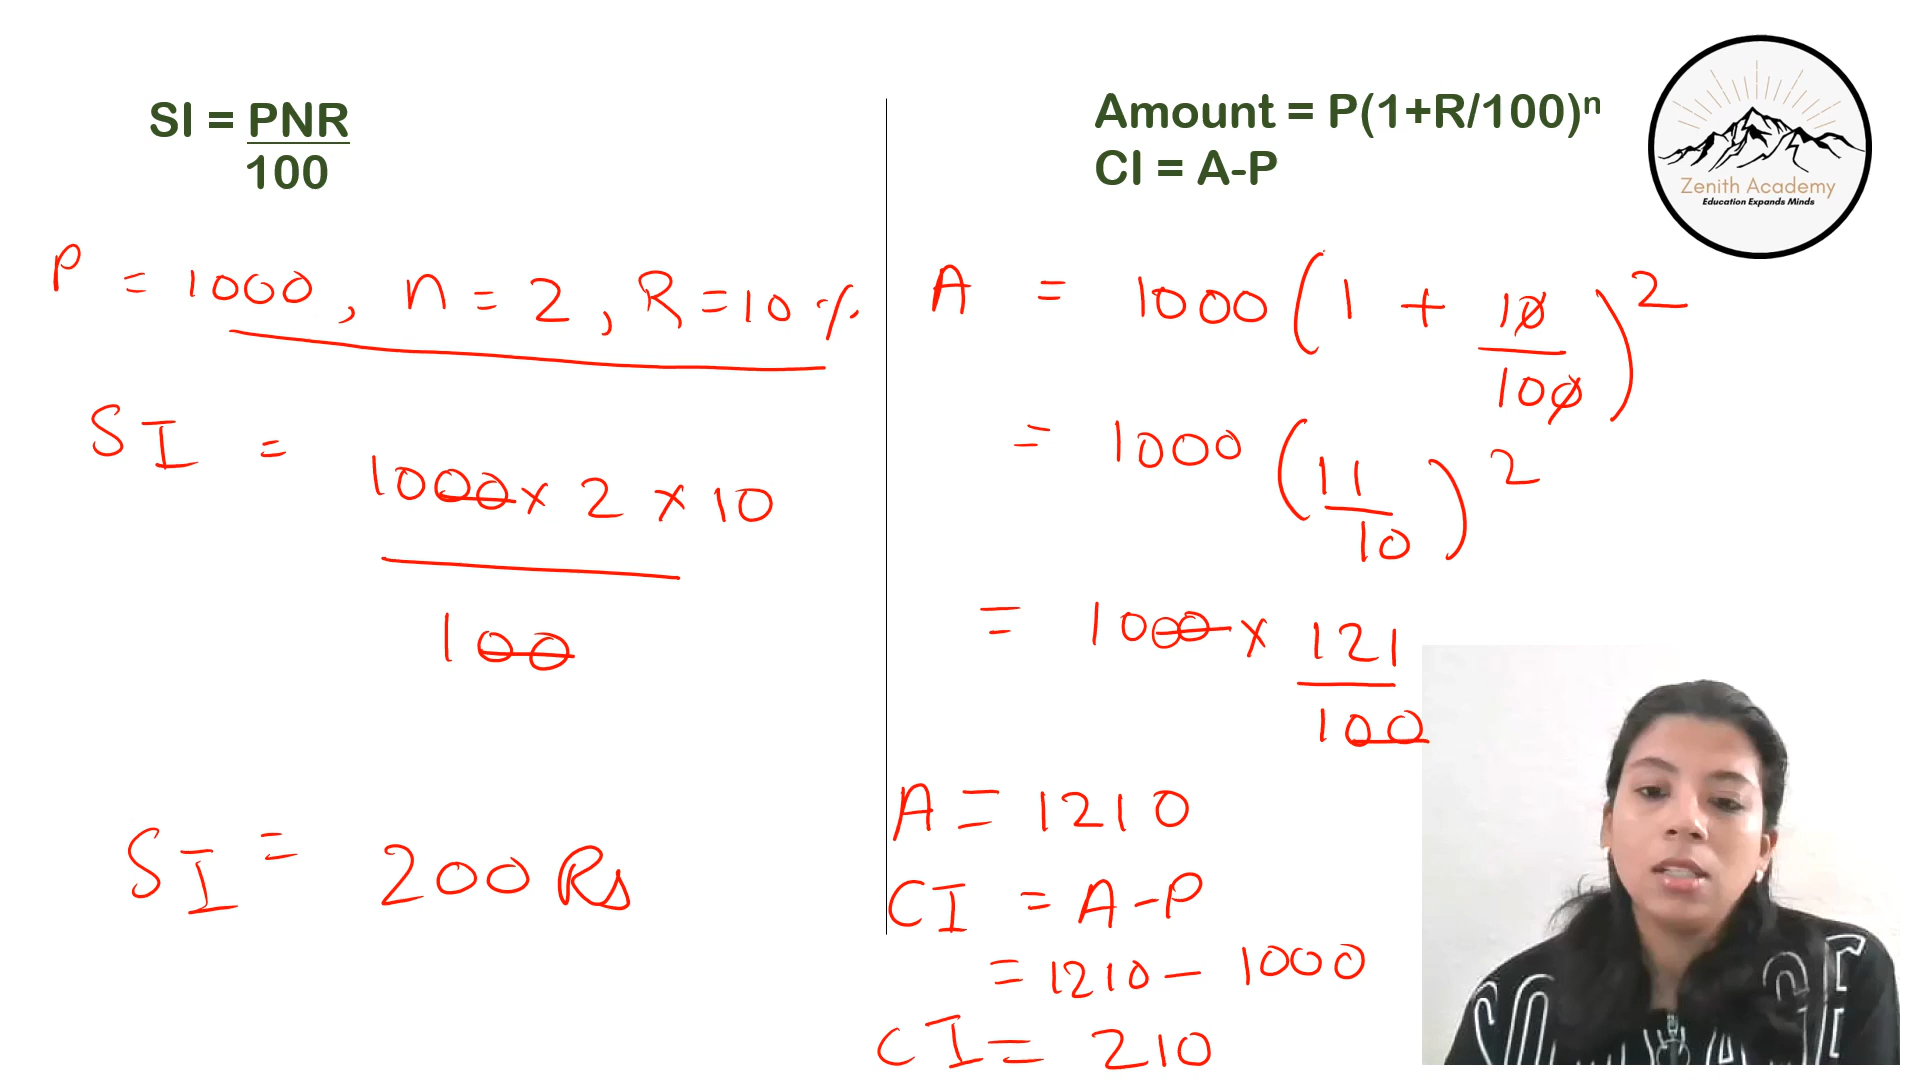 SI = PNR
100
P = 1000, n = 2, R = 10%
SI = 1000 x 2 x 10
100
SI = 200 Rs
Amount = P(1+R/100)ⁿ
CI = A-P
A = 1000 (1 + 10/100)²
= 1000 (11/10)²
= 1000 x 121
100
A = 1210
CI = A-P
= 1210 - 1000
CI = 210
Zenith Academy
Education Expands Minds